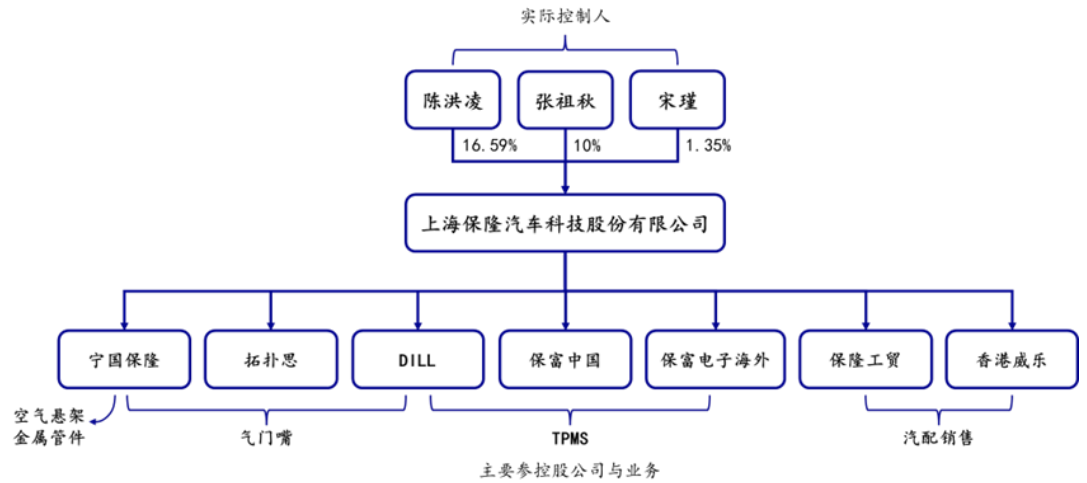 实际控制人
陈洪凌 张祖秋 宋瑾
16.59% 10% 1.35%
上海保隆汽车科技股份有限公司
宁国保隆 拓扑思 DILL 保富中国 保富电子海外 保隆工贸 香港威乐
空气悬架
金属管件 气门嘴 TPMS 汽配销售
主要参控股公司与业务